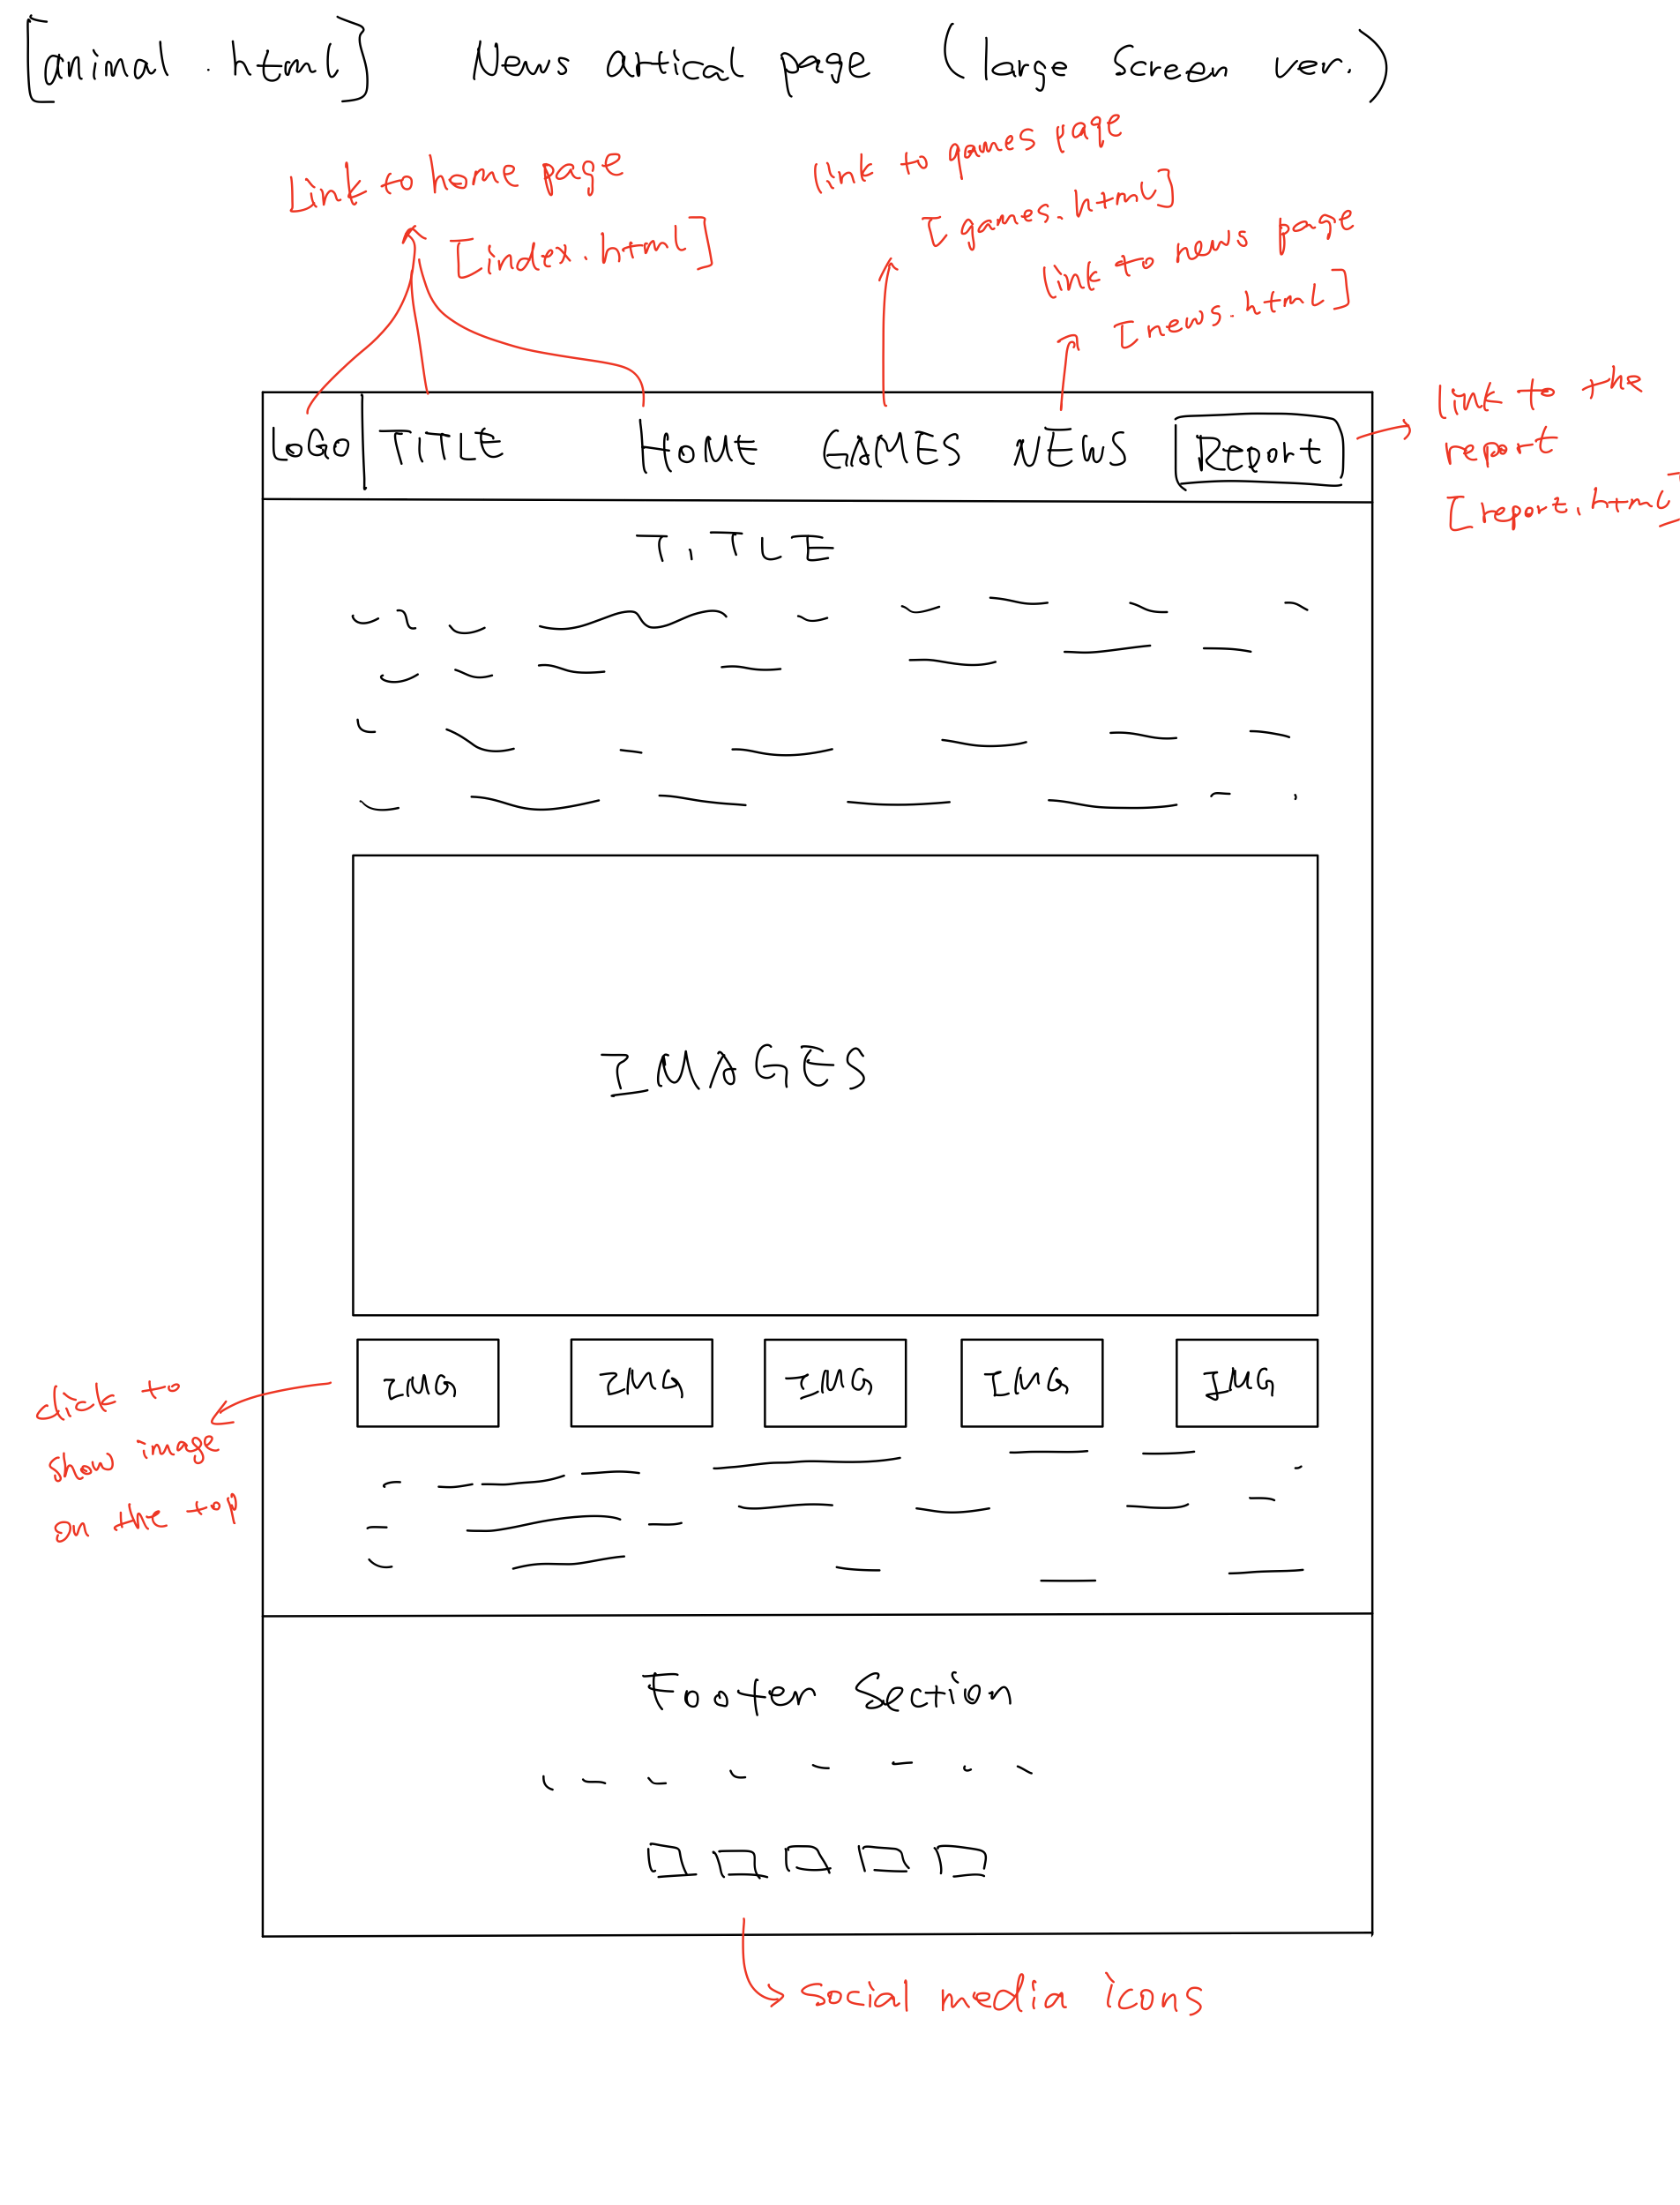 [animal.html] News artical page (large screen ver.)
Link to home page
[index.html]
link to games page
[games.html]
link to news page
[news.html]
LOGO TITLE HOME GAMES NEWS Report
link to the
report
[report.html]
TITLE
IMAGES
IMG IMG IMG IMG IMG
click to
show image
on the top
Footer Section
social media icons